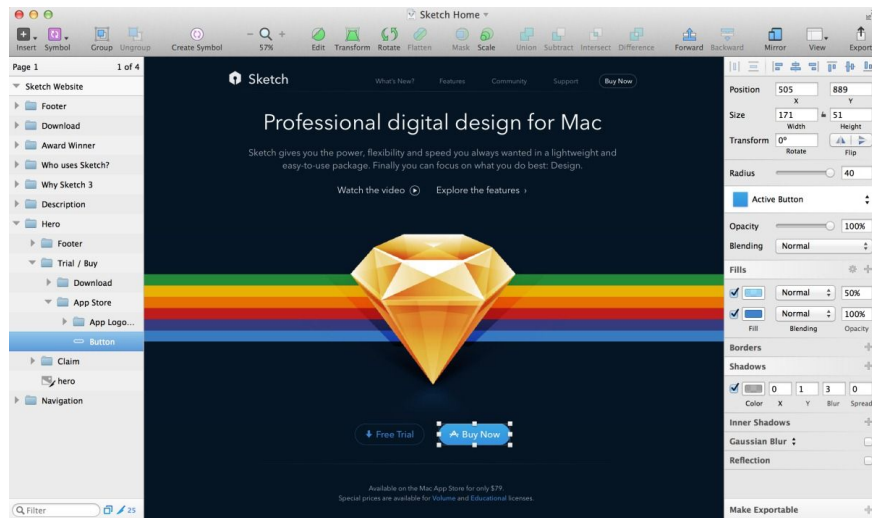 Sketch Home
Insert Symbol Group Ungroup Create Symbol 57% Edit Transform Rotate Flatten Mask Scale Union Subtract Intersect Difference Forward Backward Mirror View Export
Page 1 1 of 4
Sketch Website
Footer
Download
Award Winner
Who uses Sketch?
Why Sketch 3
Description
Hero
Footer
Trial / Buy
Download
App Store
App Logo...
Button
Claim
hero
Navigation
Filter 25
Sketch What's New? Features Community Support Buy Now
Professional digital design for Mac
Sketch gives you the power, flexibility and speed you always wanted in a lightweight and
easy-to-use package. Finally you can focus on what you do best: Design.
Watch the video Explore the features ›
Free Trial Buy Now
Available on the Mac App Store for only $79.
Special prices are available for Volume and Educational licenses.
Position 505 889
X Y
Size 171 51
Width Height
Transform 0°
Rotate Flip
Radius 40
Active Button
Opacity 100%
Blending Normal
Fills
Normal 50%
Normal 100%
Fill Blending Opacity
Borders
Shadows
0 1 3 0
Color X Y Blur Spread
Inner Shadows
Gaussian Blur
Reflection
Make Exportable